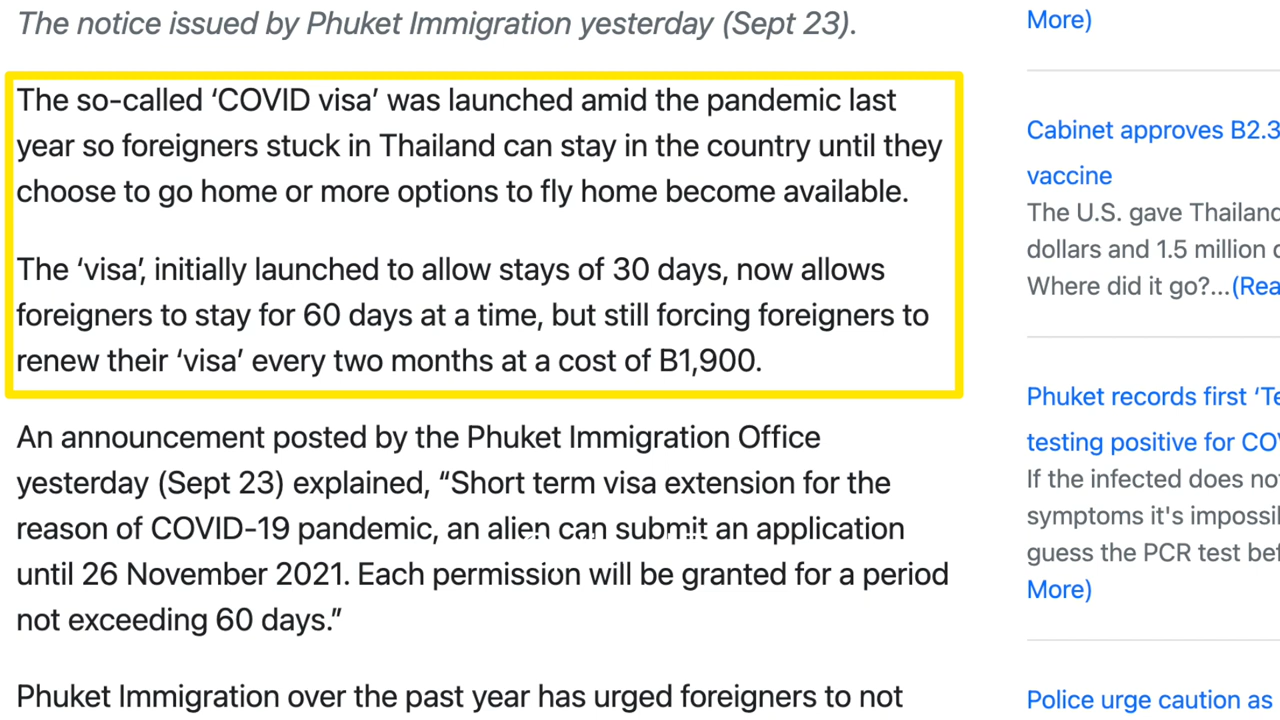 The notice issued by Phuket Immigration yesterday (Sept 23).
The so-called ‘COVID visa’ was launched amid the pandemic last
year so foreigners stuck in Thailand can stay in the country until they
choose to go home or more options to fly home become available.
The ‘visa’, initially launched to allow stays of 30 days, now allows
foreigners to stay for 60 days at a time, but still forcing foreigners to
renew their ‘visa’ every two months at a cost of B1,900.
An announcement posted by the Phuket Immigration Office
yesterday (Sept 23) explained, “Short term visa extension for the
reason of COVID-19 pandemic, an alien can submit an application
until 26 November 2021. Each permission will be granted for a period
not exceeding 60 days.”
Phuket Immigration over the past year has urged foreigners to not
More)
Cabinet approves B2.3
vaccine
The U.S. gave Thailand
dollars and 1.5 million
Where did it go?...(Rea
Phuket records first ‘Te
testing positive for COV
If the infected does no
symptoms it's impossi
guess the PCR test bef
More)
Police urge caution as